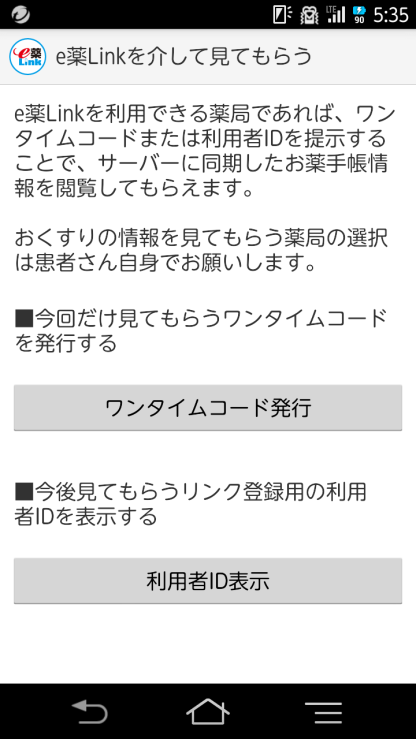 LTE
90
5:35
e薬
Link
e薬Linkを介して見てもらう
e薬Linkを利用できる薬局であれば、ワン
タイムコードまたは利用者IDを提示する
ことで、サーバーに同期したお薬手帳情
報を閲覧してもらえます。
おくすりの情報を見てもらう薬局の選択
は患者さん自身でお願いします。
■今回だけ見てもらうワンタイムコード
を発行する
ワンタイムコード発行
■今後見てもらうリンク登録用の利用
者IDを表示する
利用者ID表示